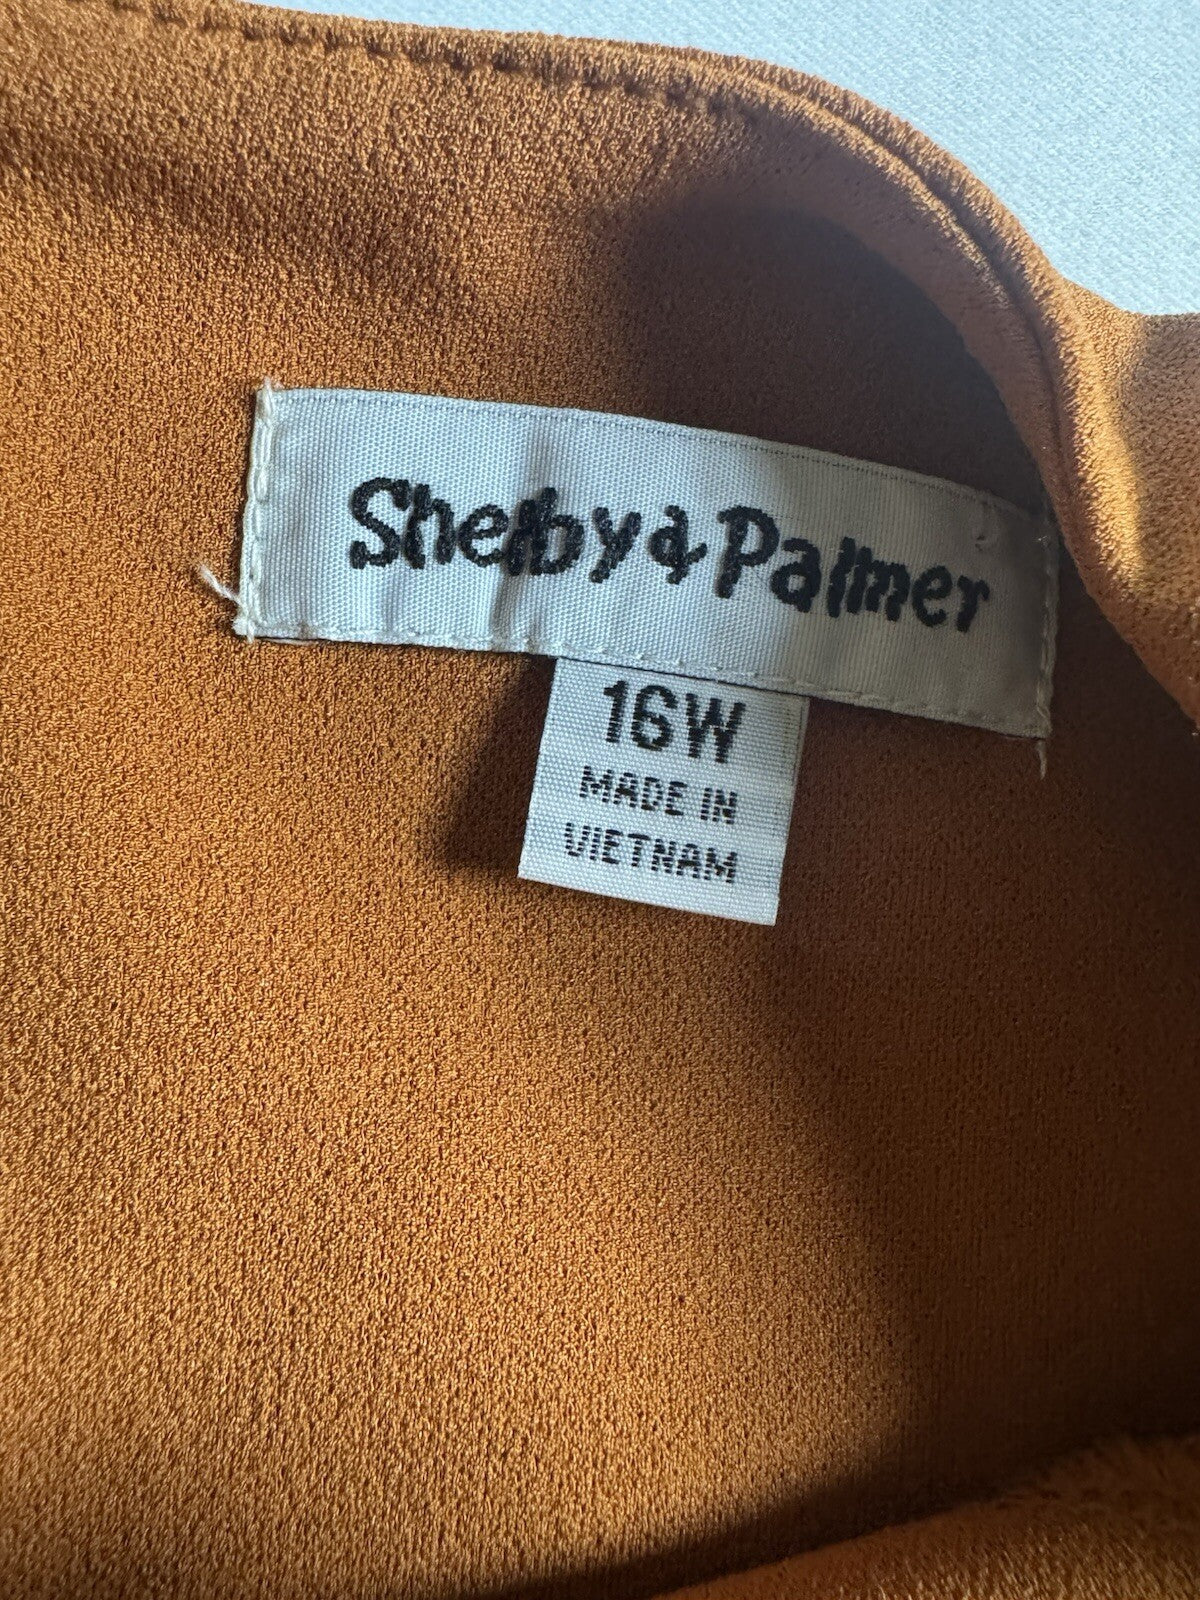 Shelby & Palmer
16W
MADE IN
VIETNAM